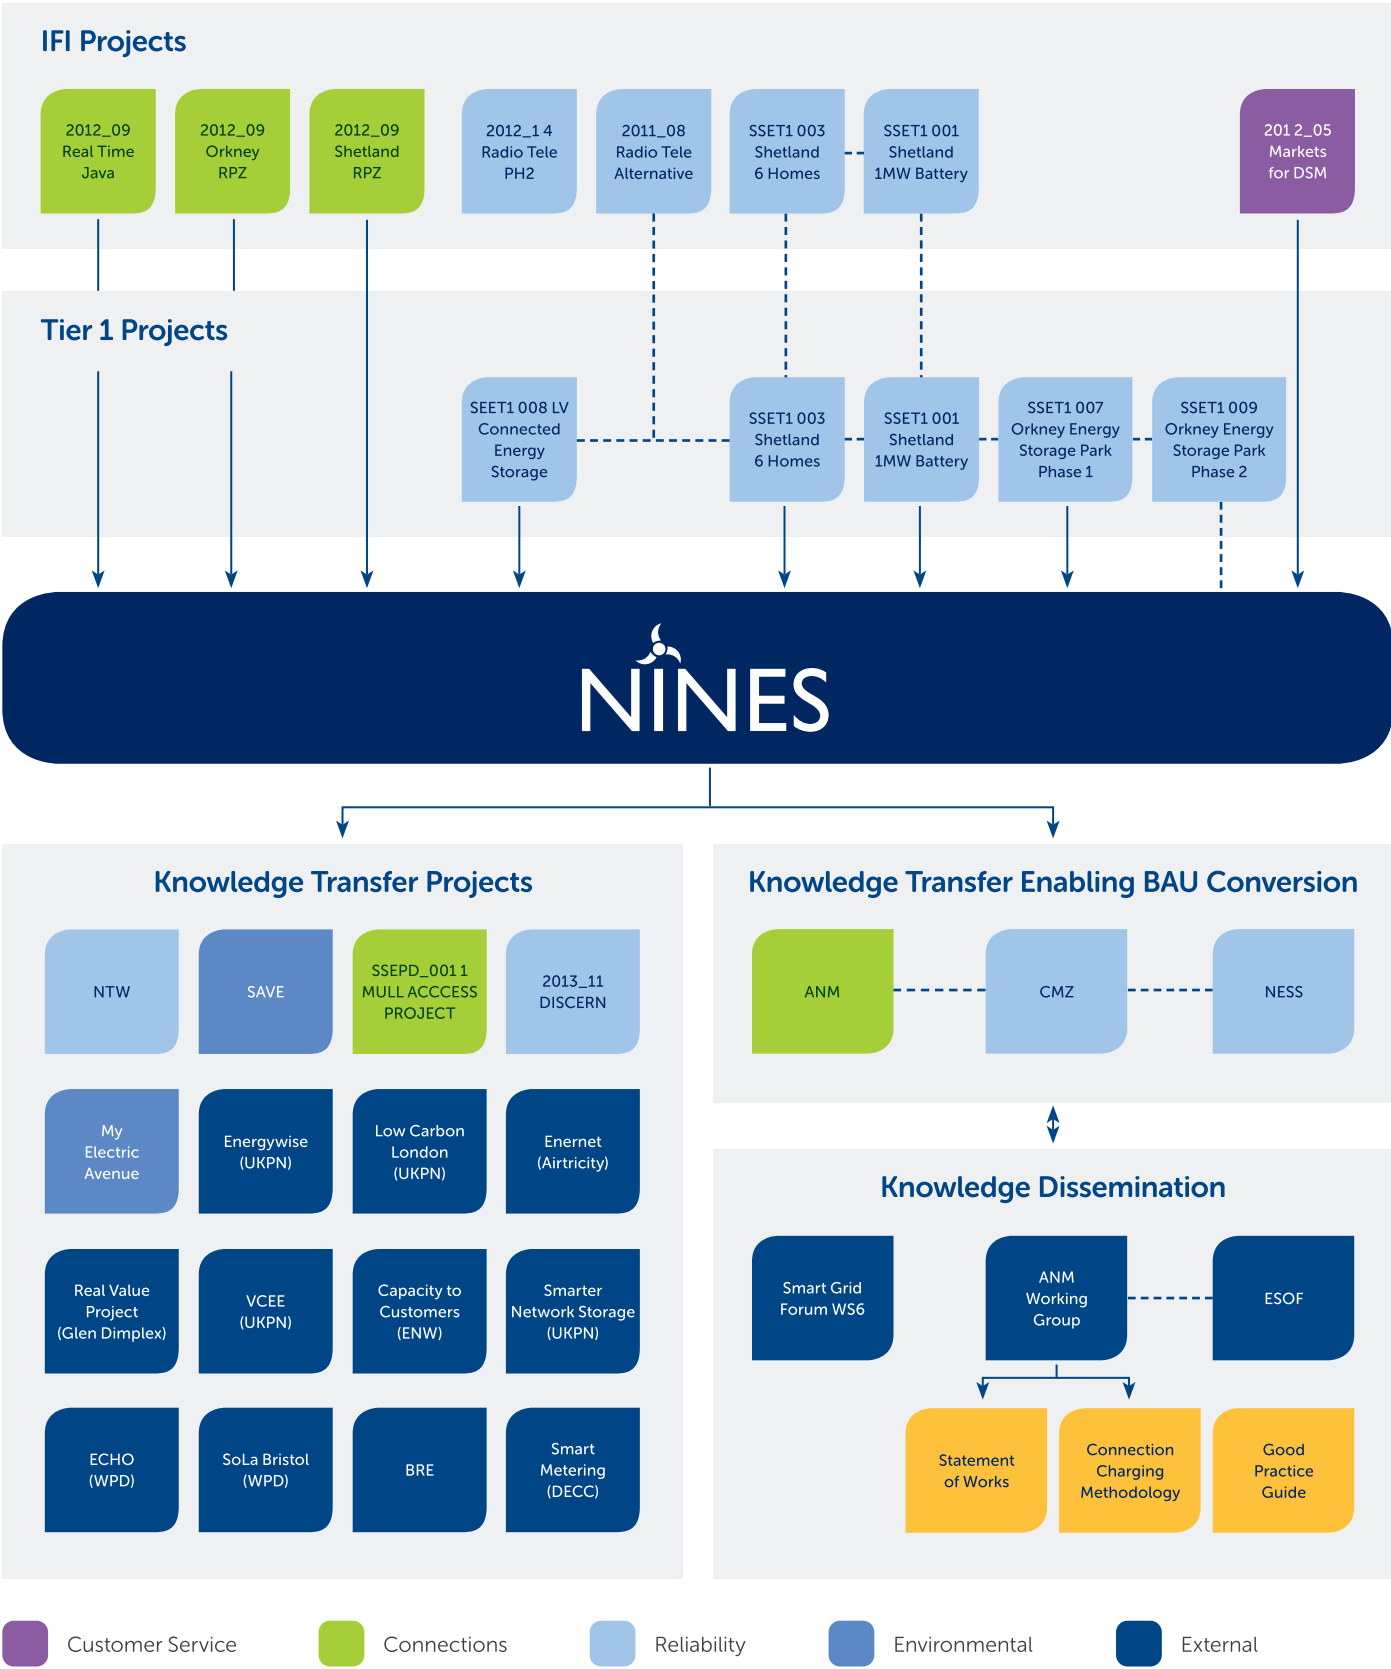 IFI Projects
2012_09
Real Time
Java
2012_09
Orkney
RPZ
2012_09
Shetland
RPZ
2012_1 4
Radio Tele
PH2
2011_08
Radio Tele
Alternative
SSET1 003
Shetland
6 Homes
SSET1 001
Shetland
1MW Battery
201 2_05
Markets
for DSM
Tier 1 Projects
SEET1 008 LV
Connected
Energy
Storage
SSET1 003
Shetland
6 Homes
SSET1 001
Shetland
1MW Battery
SSET1 007
Orkney Energy
Storage Park
Phase 1
SSET1 009
Orkney Energy
Storage Park
Phase 2
NINES
Knowledge Transfer Projects
NTW
SAVE
SSEPD_001 1
MULL ACCCESS
PROJECT
2013_11
DISCERN
My
Electric
Avenue
Energywise
(UKPN)
Low Carbon
London
(UKPN)
Enernet
(Airtricity)
Real Value
Project
(Glen Dimplex)
VCEE
(UKPN)
Capacity to
Customers
(ENW)
Smarter
Network Storage
(UKPN)
ECHO
(WPD)
SoLa Bristol
(WPD)
BRE
Smart
Metering
(DECC)
Knowledge Transfer Enabling BAU Conversion
ANM
CMZ
NESS
Knowledge Dissemination
Smart Grid
Forum WS6
ANM
Working
Group
ESOF
Statement
of Works
Connection
Charging
Methodology
Good
Practice
Guide
Customer Service
Connections
Reliability
Environmental
External